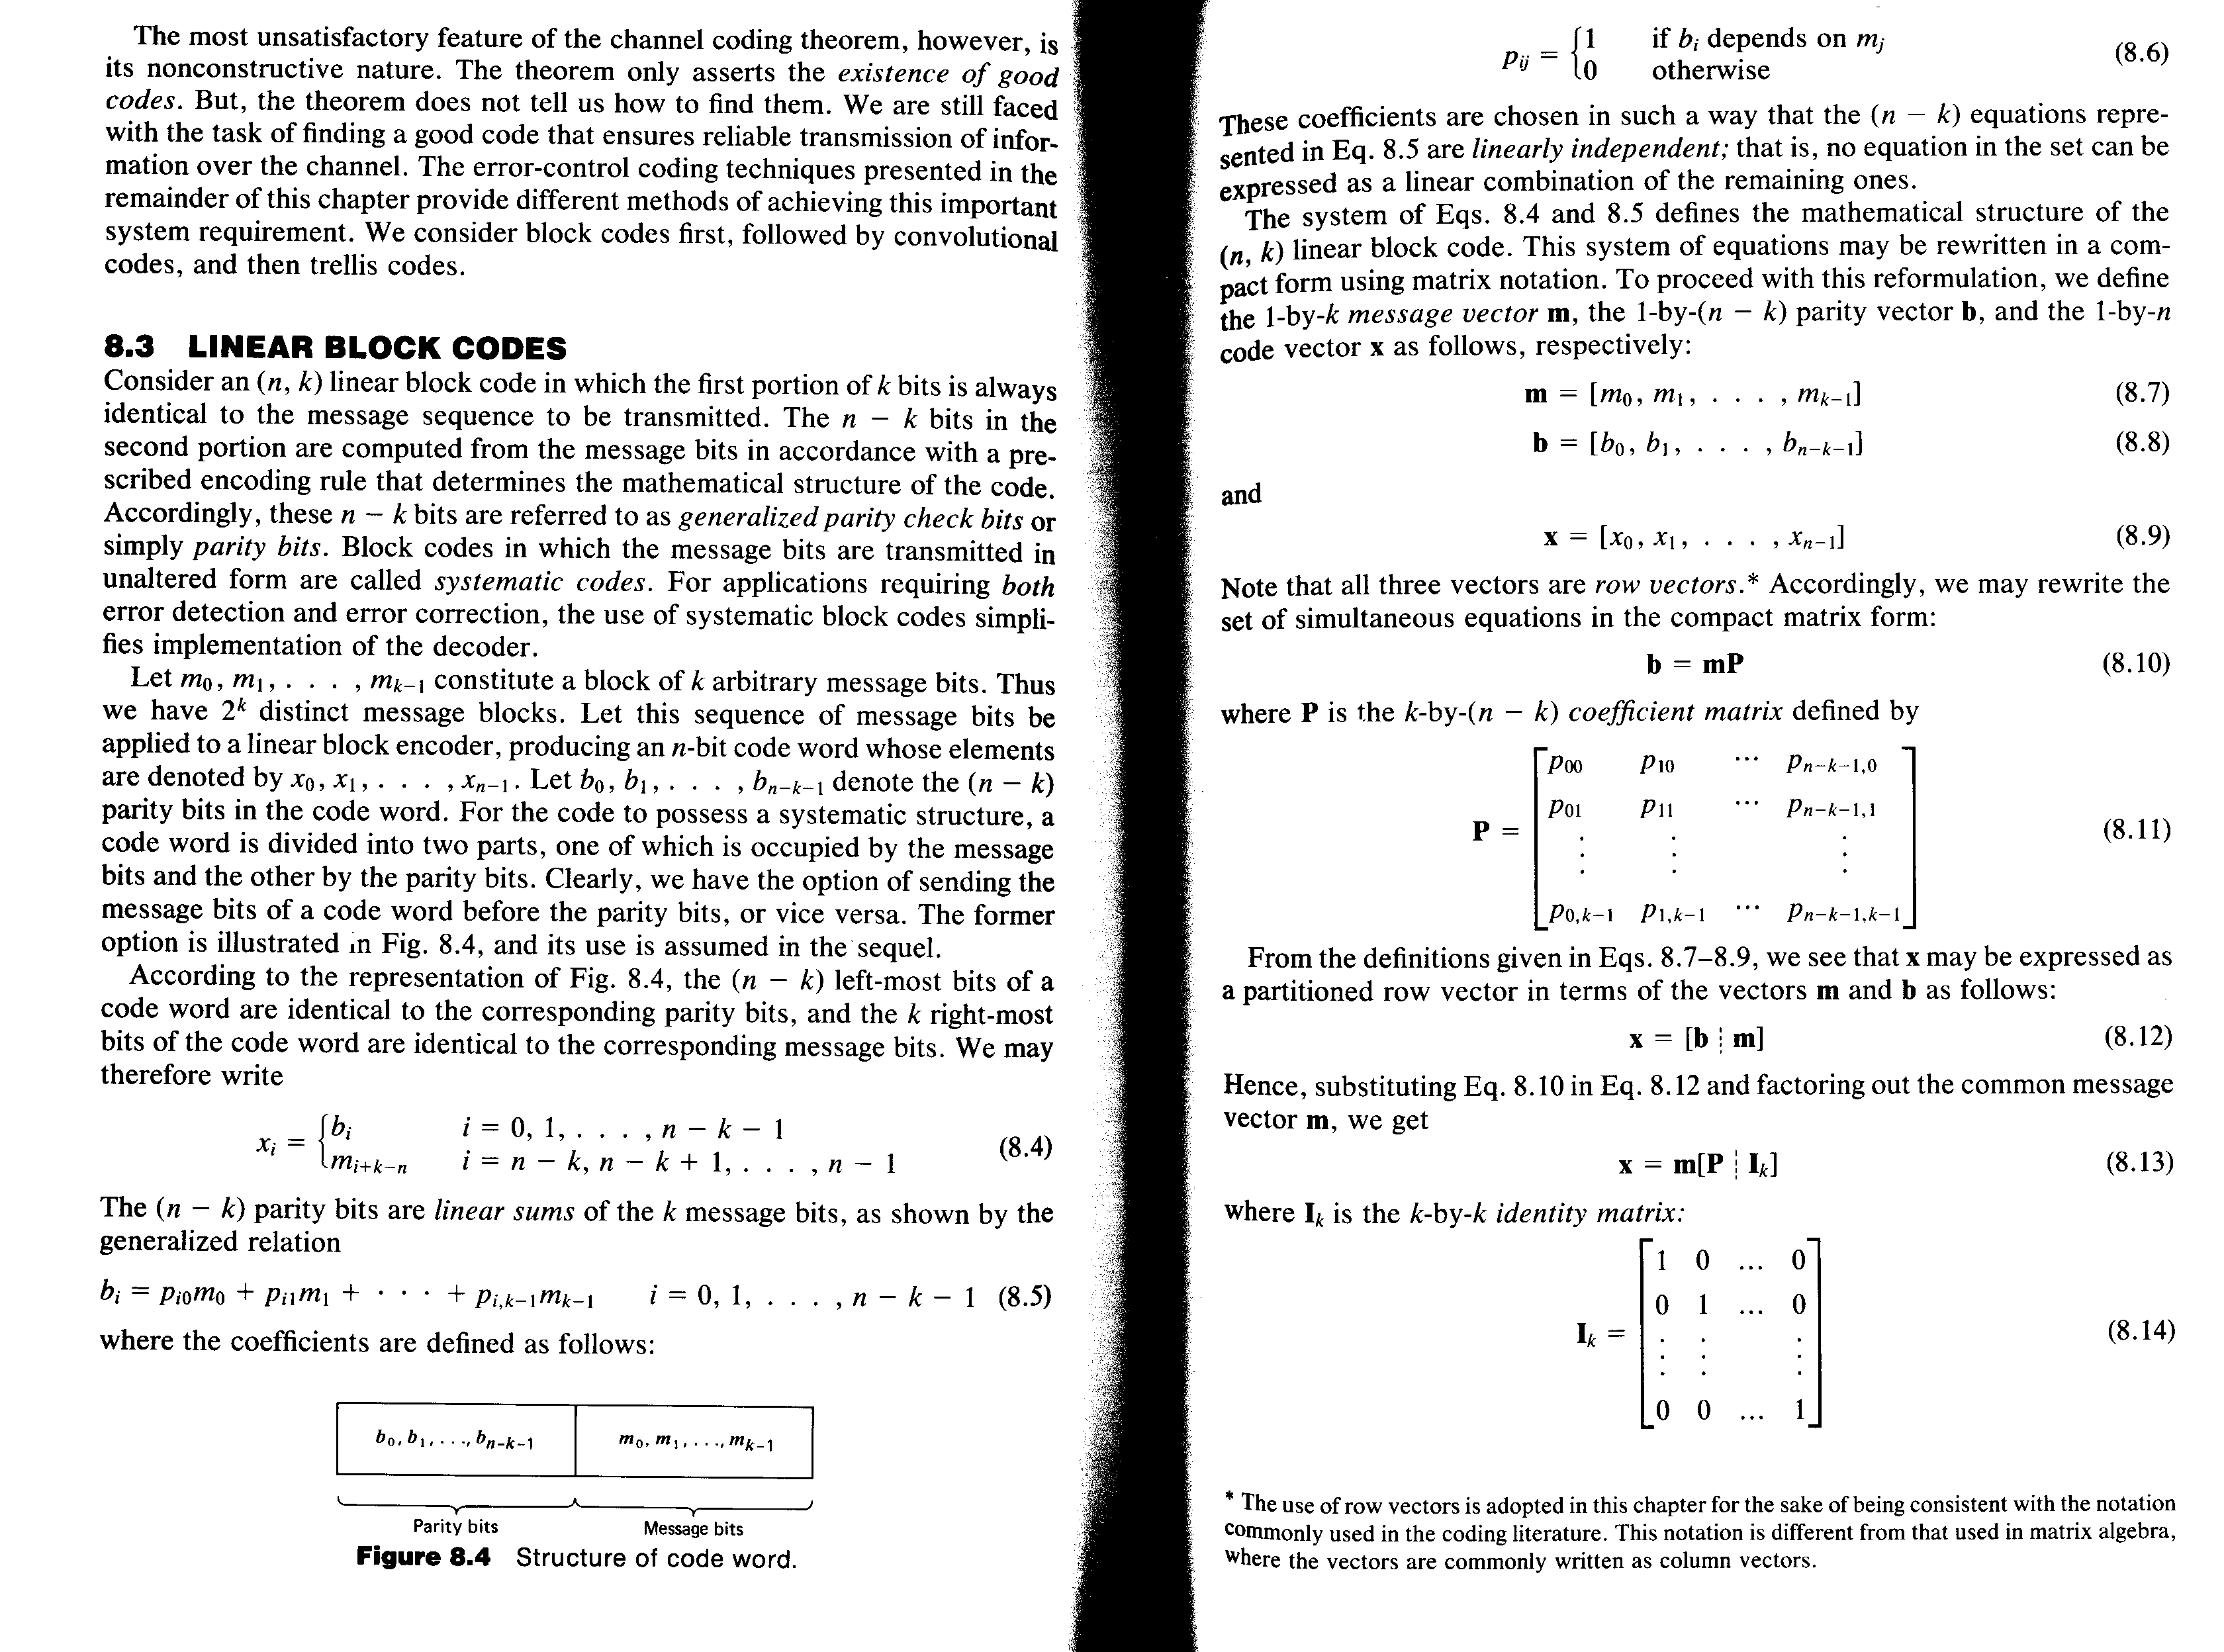 The most unsatisfactory feature of the channel coding theorem, however, is
its nonconstructive nature. The theorem only asserts the existence of good
codes. But, the theorem does not tell us how to find them. We are still faced
with the task of finding a good code that ensures reliable transmission of infor-
mation over the channel. The error-control coding techniques presented in the
remainder of this chapter provide different methods of achieving this important
system requirement. We consider block codes first, followed by convolutional
codes, and then trellis codes.
8.3 LINEAR BLOCK CODES
Consider an (n, k) linear block code in which the first portion of k bits is always
identical to the message sequence to be transmitted. The n − k bits in the
second portion are computed from the message bits in accordance with a pre-
scribed encoding rule that determines the mathematical structure of the code.
Accordingly, these n − k bits are referred to as generalized parity check bits or
simply parity bits. Block codes in which the message bits are transmitted in
unaltered form are called systematic codes. For applications requiring both
error detection and error correction, the use of systematic block codes simpli-
fies implementation of the decoder.
Let m₀, m₁, . . . , mₖ₋₁ constitute a block of k arbitrary message bits. Thus
we have 2ᵏ distinct message blocks. Let this sequence of message bits be
applied to a linear block encoder, producing an n-bit code word whose elements
are denoted by x₀, x₁, . . . , xₙ₋₁. Let b₀, b₁, . . . , bₙ₋ₖ₋₁ denote the (n − k)
parity bits in the code word. For the code to possess a systematic structure, a
code word is divided into two parts, one of which is occupied by the message
bits and the other by the parity bits. Clearly, we have the option of sending the
message bits of a code word before the parity bits, or vice versa. The former
option is illustrated in Fig. 8.4, and its use is assumed in the sequel.
According to the representation of Fig. 8.4, the (n − k) left-most bits of a
code word are identical to the corresponding parity bits, and the k right-most
bits of the code word are identical to the corresponding message bits. We may
therefore write
xᵢ = { bᵢ i = 0, 1, . . . , n − k − 1
mᵢ₊ₖ₋ₙ i = n − k, n − k + 1, . . . , n − 1 (8.4)
The (n − k) parity bits are linear sums of the k message bits, as shown by the
generalized relation
bᵢ = pᵢ₀m₀ + pᵢ₁m₁ + · · · + pᵢ,ₖ₋₁mₖ₋₁ i = 0, 1, . . . , n − k − 1 (8.5)
where the coefficients are defined as follows:
b₀, b₁, . . ., bₙ₋ₖ₋₁ m₀, m₁, . . ., mₖ₋₁
Parity bits Message bits
Figure 8.4 Structure of code word.
pᵢⱼ = { 1 if bᵢ depends on mⱼ
0 otherwise (8.6)
These coefficients are chosen in such a way that the (n − k) equations repre-
sented in Eq. 8.5 are linearly independent; that is, no equation in the set can be
expressed as a linear combination of the remaining ones.
The system of Eqs. 8.4 and 8.5 defines the mathematical structure of the
(n, k) linear block code. This system of equations may be rewritten in a com-
pact form using matrix notation. To proceed with this reformulation, we define
the 1-by-k message vector m, the 1-by-(n − k) parity vector b, and the 1-by-n
code vector x as follows, respectively:
m = [m₀, m₁, . . . , mₖ₋₁] (8.7)
b = [b₀, b₁, . . . , bₙ₋ₖ₋₁] (8.8)
and
x = [x₀, x₁, . . . , xₙ₋₁] (8.9)
Note that all three vectors are row vectors.* Accordingly, we may rewrite the
set of simultaneous equations in the compact matrix form:
b = mP (8.10)
where P is the k-by-(n − k) coefficient matrix defined by
p₀₀ p₁₀ ··· pₙ₋ₖ₋₁,₀
p₀₁ p₁₁ ··· pₙ₋ₖ₋₁,₁
P = (8.11)
p₀,ₖ₋₁ p₁,ₖ₋₁ ··· pₙ₋ₖ₋₁,ₖ₋₁
From the definitions given in Eqs. 8.7–8.9, we see that x may be expressed as
a partitioned row vector in terms of the vectors m and b as follows:
x = [b ¦ m] (8.12)
Hence, substituting Eq. 8.10 in Eq. 8.12 and factoring out the common message
vector m, we get
x = m[P ¦ Iₖ] (8.13)
where Iₖ is the k-by-k identity matrix:
1 0 ... 0
0 1 ... 0
Iₖ = (8.14)
0 0 ... 1
* The use of row vectors is adopted in this chapter for the sake of being consistent with the notation
commonly used in the coding literature. This notation is different from that used in matrix algebra,
where the vectors are commonly written as column vectors.